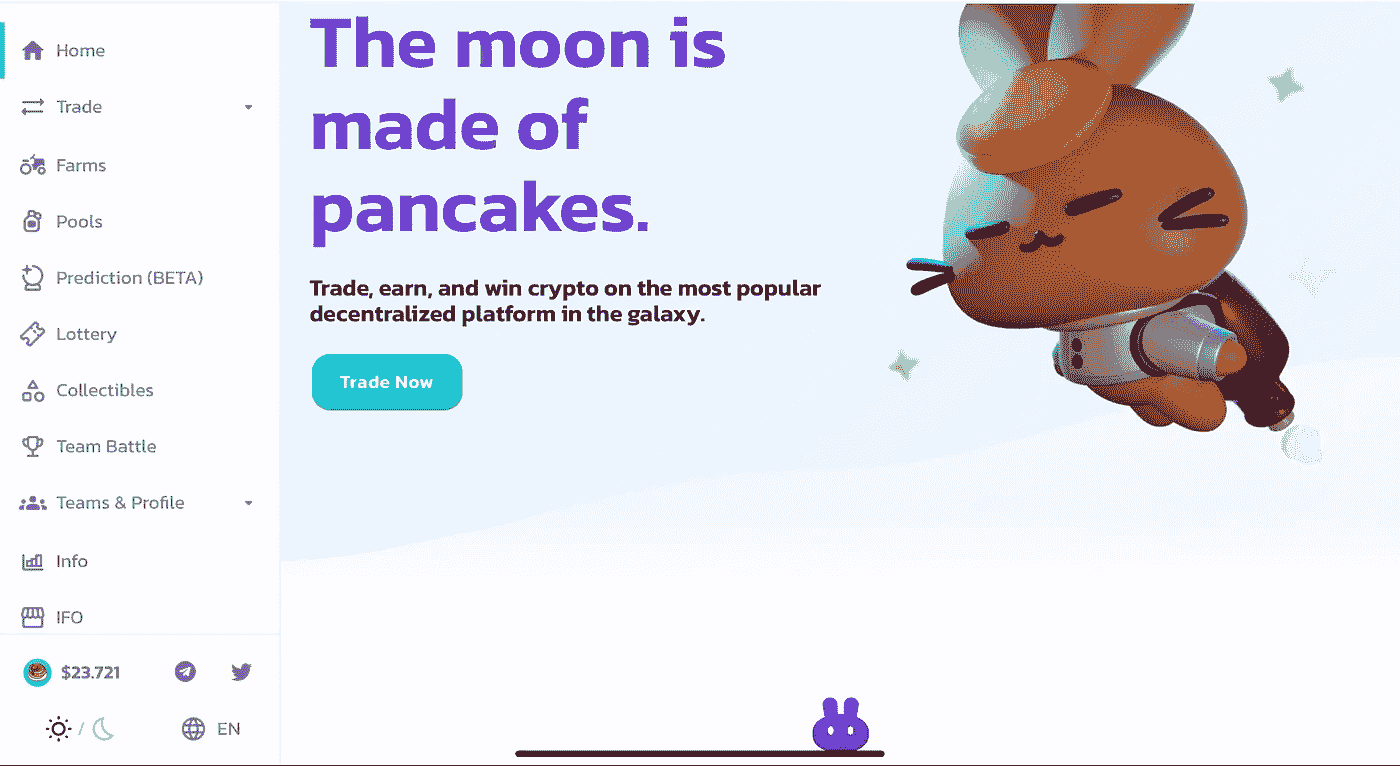 Home
Trade
Farms
Pools
Prediction (BETA)
Lottery
Collectibles
Team Battle
Teams & Profile
Info
IFO
$23.721
/
EN
The moon is
made of
pancakes.
Trade, earn, and win crypto on the most popular
decentralized platform in the galaxy.
Trade Now